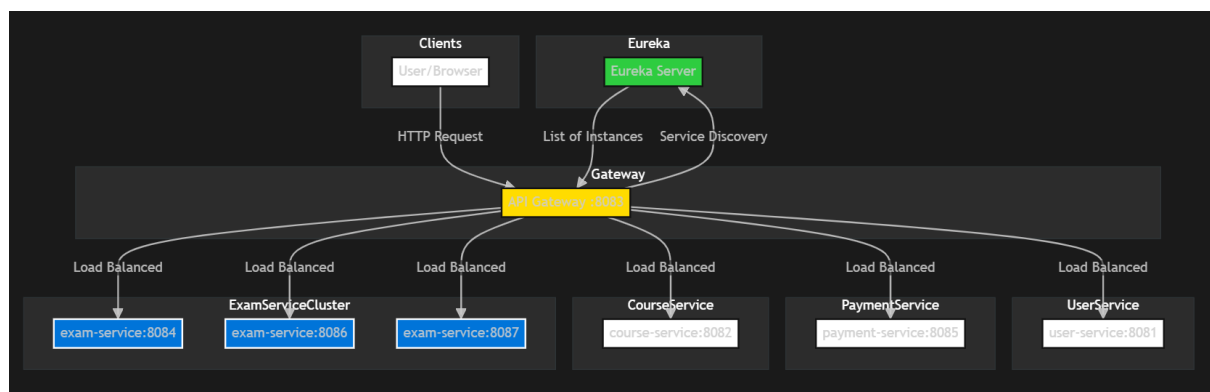 Clients
Eureka
User/Browser
Eureka Server
HTTP Request
List of Instances
Service Discovery
Gateway
API Gateway :8083
Load Balanced
Load Balanced
Load Balanced
Load Balanced
Load Balanced
Load Balanced
ExamServiceCluster
CourseService
PaymentService
UserService
exam-service:8084
exam-service:8086
exam-service:8087
course-service:8082
payment-service:8085
user-service:8081